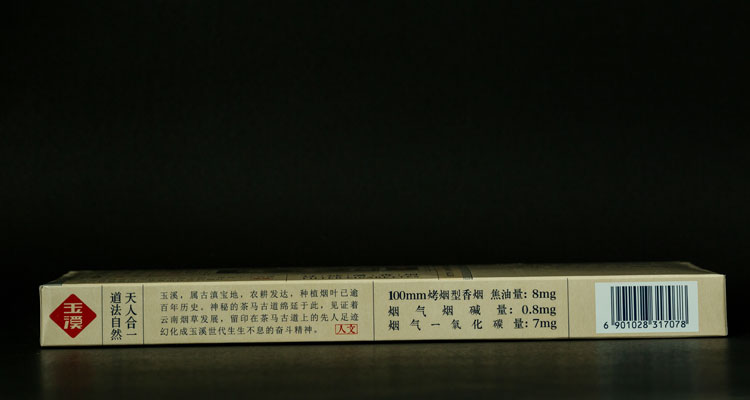 玉溪
天人合一
道法自然
玉溪，属古滇宝地，农耕发达，种植烟叶已逾
百年历史。神秘的茶马古道绵延于此，见证着
云南烟草发展，留印在茶马古道上的先人足迹
幻化成玉溪世代生生不息的奋斗精神。
人文
100mm烤烟型香烟 焦油量: 8mg
烟气烟碱量: 0.8mg
烟气一氧化碳量: 7mg
6 901028 317078